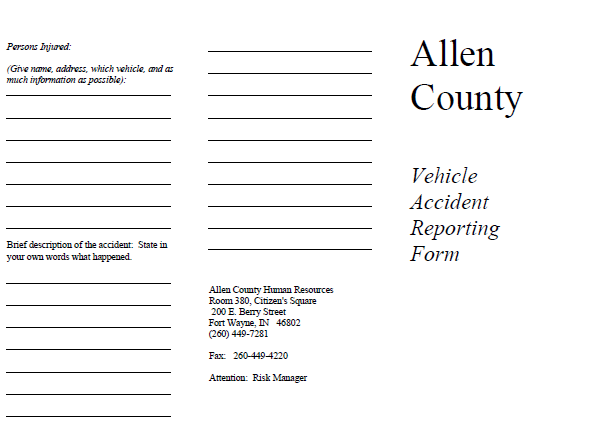 Persons Injured:
(Give name, address, which vehicle, and as
much information as possible):
Brief description of the accident:  State in
your own words what happened.
Allen County Human Resources
Room 380, Citizen's Square
200 E. Berry Street
Fort Wayne, IN   46802
(260) 449-7281
Fax:   260-449-4220
Attention:  Risk Manager
Allen
County
Vehicle
Accident
Reporting
Form